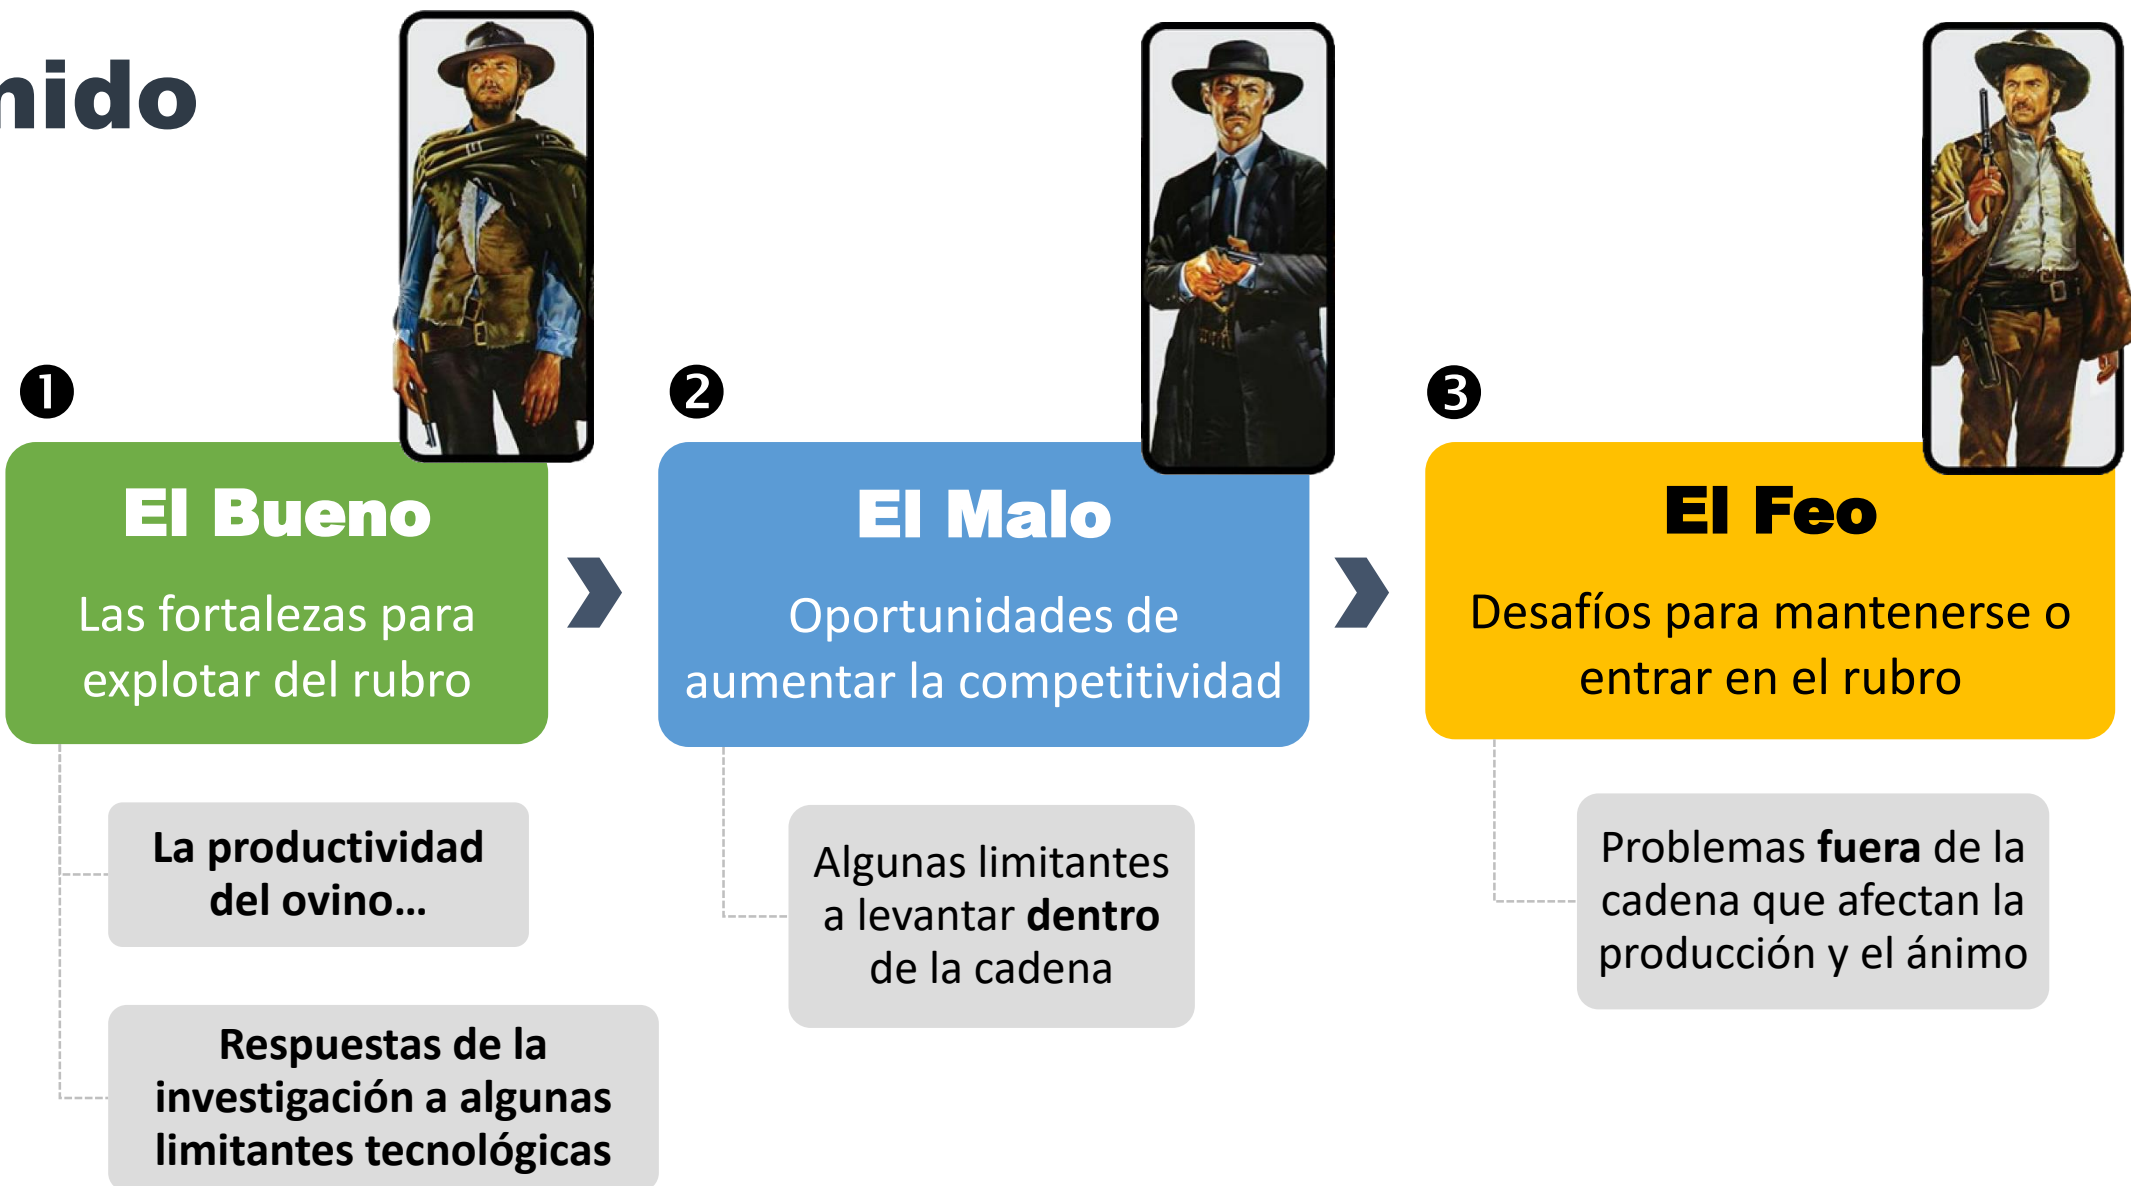 nido
❶
El Bueno
Las fortalezas para
explotar del rubro
La productividad
del ovino...
Respuestas de la
investigación a algunas
limitantes tecnológicas
❷
El Malo
Oportunidades de
aumentar la competitividad
Algunas limitantes
a levantar dentro
de la cadena
❸
El Feo
Desafíos para mantenerse o
entrar en el rubro
Problemas fuera de la
cadena que afectan la
producción y el ánimo